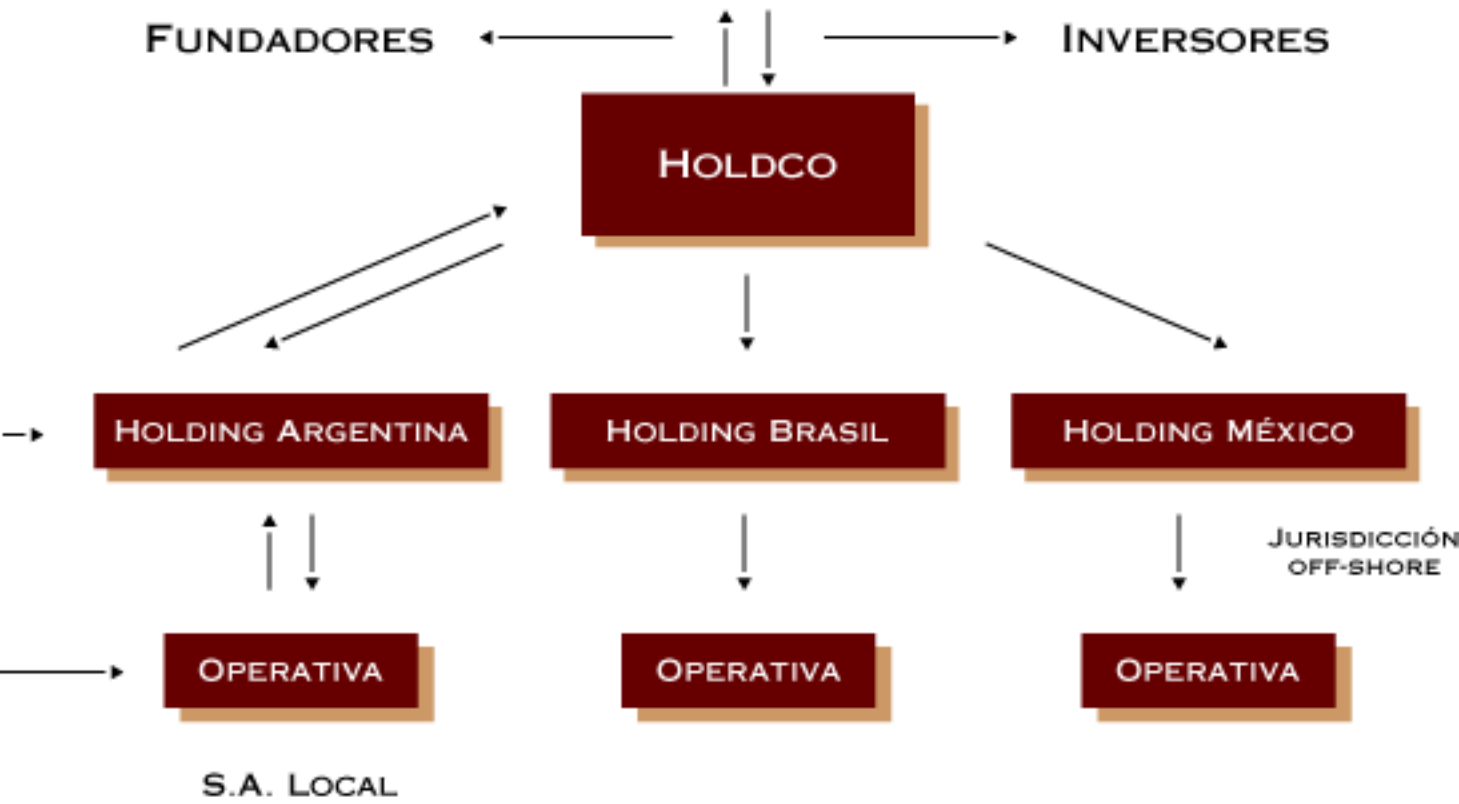 FUNDADORES
INVERSORES
HOLDCO
HOLDING ARGENTINA
HOLDING BRASIL
HOLDING MÉXICO
JURISDICCIÓN
OFF-SHORE
OPERATIVA
OPERATIVA
OPERATIVA
S.A. LOCAL